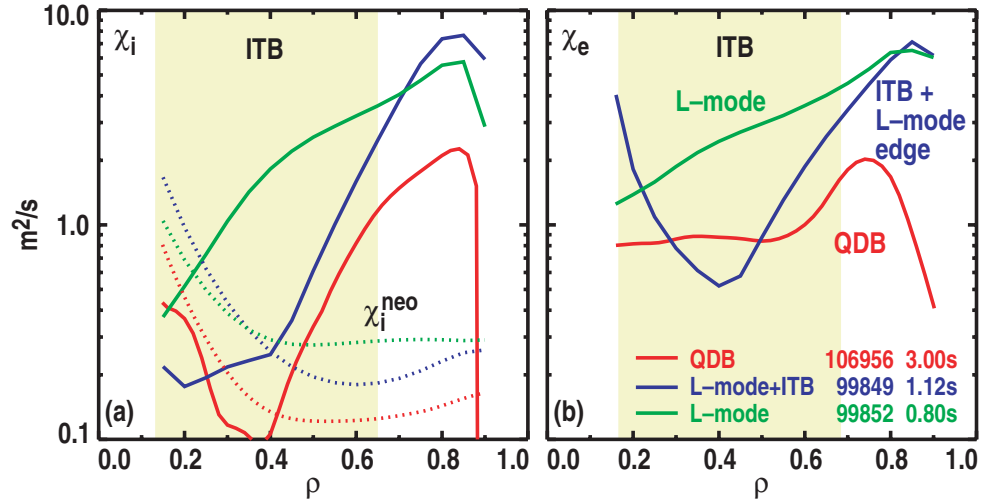 10.0
χi
ITB
1.0
m2/s
χi neo
(a)
0.1
0.0
0.2
0.4
0.6
0.8
1.0
ρ
χe
ITB
L–mode
ITB +
L–mode
edge
QDB
QDB 106956 3.00s
L–mode+ITB 99849 1.12s
L–mode 99852 0.80s
(b)
0.0
0.2
0.4
0.6
0.8
1.0
ρ